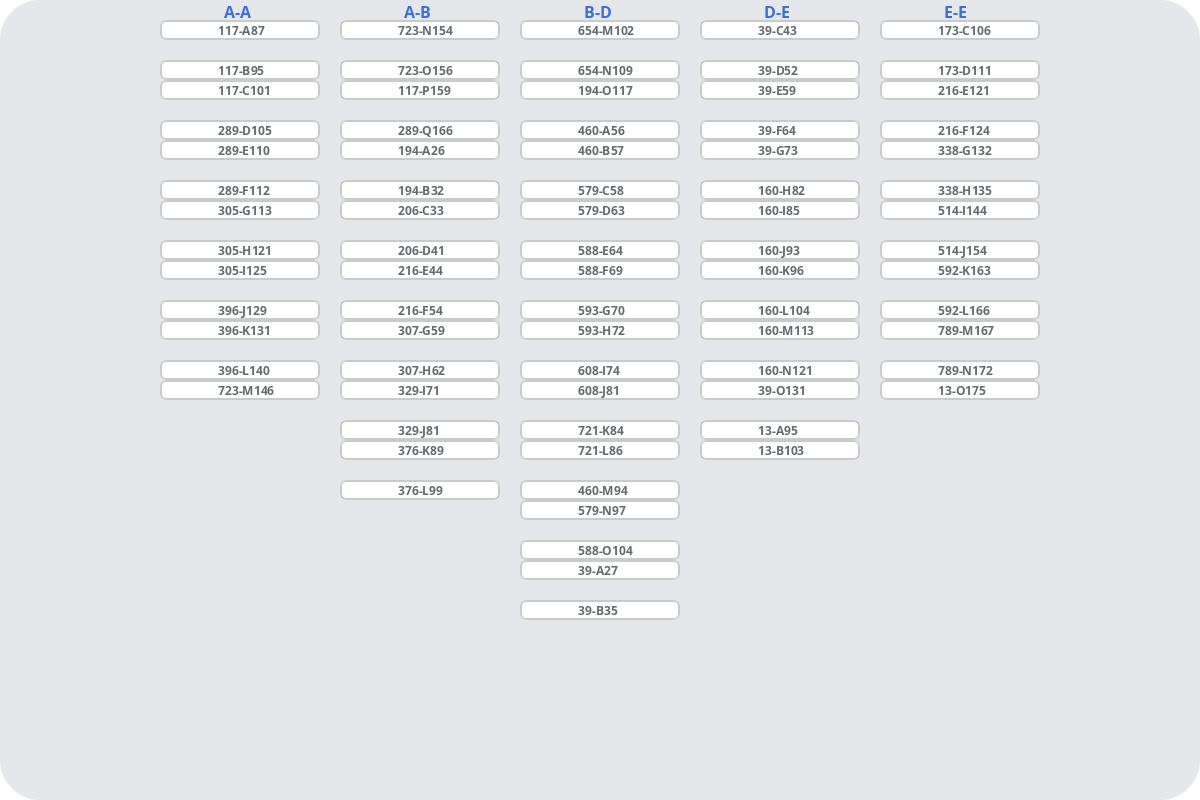 A-A
117-A87
117-B95
117-C101
289-D105
289-E110
289-F112
305-G113
305-H121
305-I125
396-J129
396-K131
396-L140
723-M146
A-B
723-N154
723-O156
117-P159
289-Q166
194-A26
194-B32
206-C33
206-D41
216-E44
216-F54
307-G59
307-H62
329-I71
329-J81
376-K89
376-L99
B-D
654-M102
654-N109
194-O117
460-A56
460-B57
579-C58
579-D63
588-E64
588-F69
593-G70
593-H72
608-I74
608-J81
721-K84
721-L86
460-M94
579-N97
588-O104
39-A27
39-B35
D-E
39-C43
39-D52
39-E59
39-F64
39-G73
160-H82
160-I85
160-J93
160-K96
160-L104
160-M113
160-N121
39-O131
13-A95
13-B103
E-E
173-C106
173-D111
216-E121
216-F124
338-G132
338-H135
514-I144
514-J154
592-K163
592-L166
789-M167
789-N172
13-O175